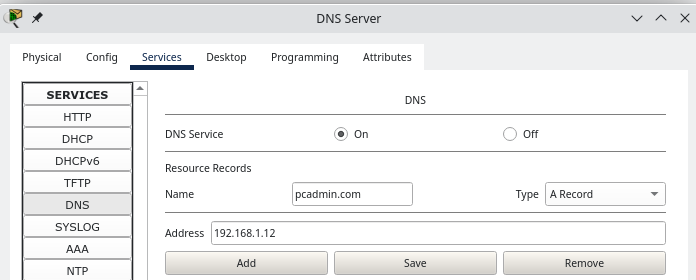 DNS Server
Physical Config Services Desktop Programming Attributes
SERVICES
HTTP
DHCP
DHCPv6
TFTP
DNS
SYSLOG
AAA
NTP
DNS
DNS Service On Off
Resource Records
Name pcadmin.com Type A Record
Address 192.168.1.12
Add Save Remove